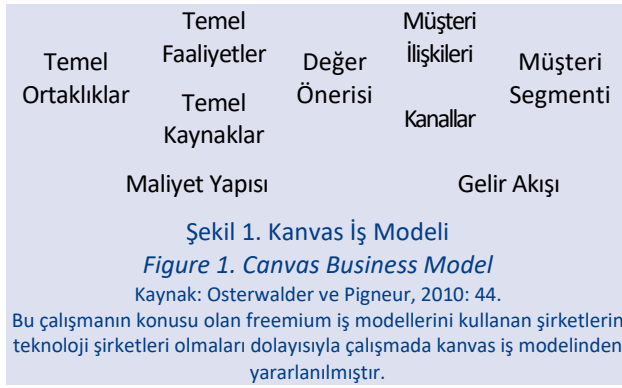 Temel
Ortaklıklar
Temel
Faaliyetler
Temel
Kaynaklar
Değer
Önerisi
Müşteri
İlişkileri
Kanallar
Müşteri
Segmenti
Maliyet Yapısı
Gelir Akışı
Şekil 1. Kanvas İş Modeli
Figure 1. Canvas Business Model
Kaynak: Osterwalder ve Pigneur, 2010: 44.
Bu çalışmanın konusu olan freemium iş modellerini kullanan şirketlerin
teknoloji şirketleri olmaları dolayısıyla çalışmada kanvas iş modelinden
yararlanılmıştır.